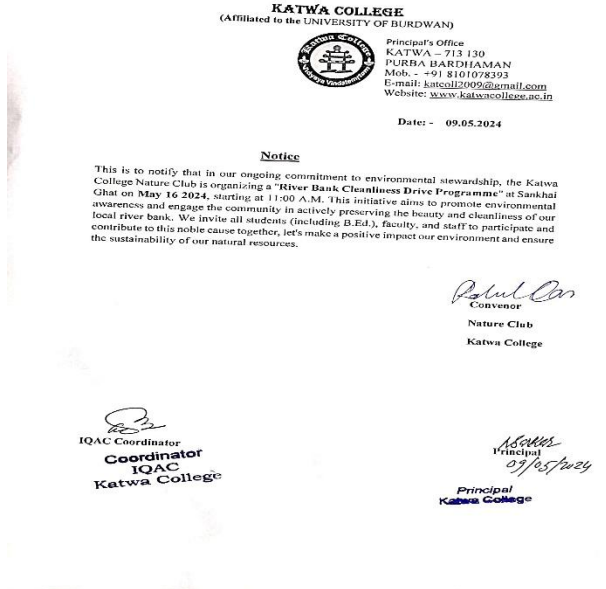 KATWA COLLEGE
(Affiliated to the UNIVERSITY OF BURDWAN)
Katwa College
Principal's Office
KATWA – 713 130
PURBA BARDHAMAN
Mob. - +91 8101078393
E-mail: katcoll2009@gmail.com
Website: www.katwacollege.ac.in
Date: - 09.05.2024
Notice
This is to notify that in our ongoing commitment to environmental stewardship, the Katwa
College Nature Club is organizing a "River Bank Cleanliness Drive Programme" at Sankhai
Ghat on May 16 2024, starting at 11:00 A.M. This initiative aims to promote environmental
awareness and engage the community in actively preserving the beauty and cleanliness of our
local river bank. We invite all students (including B.Ed.), faculty, and staff to participate and
contribute to this noble cause together, let's make a positive impact our environment and ensure
the sustainability of our natural resources.
Convenor
Nature Club
Katwa College
IQAC Coordinator
Coordinator
IQAC
Katwa College
Principal
09/05/2024
Principal
Katwa College